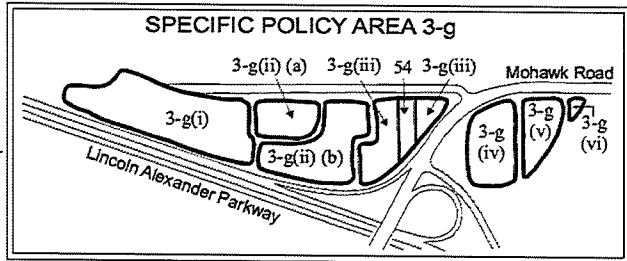 SPECIFIC POLICY AREA 3-g
3-g(ii) (a)
3-g(iii)
54
3-g(iii)
Mohawk Road
3-g(i)
3-g(ii) (b)
3-g
(iv)
3-g
(v)
3-g
(vi)
Lincoln Alexander Parkway